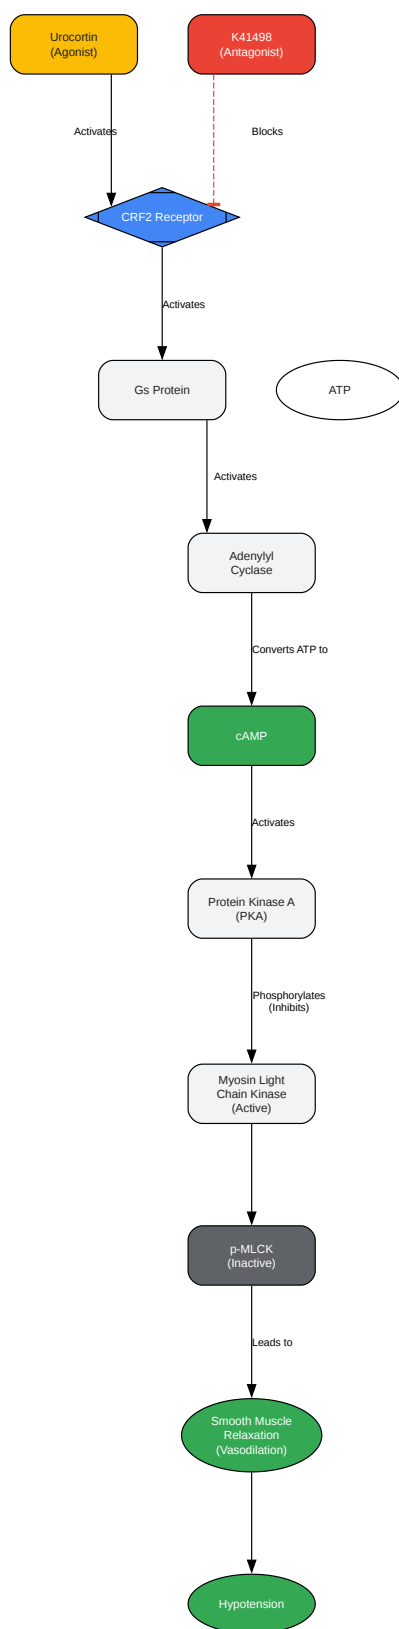 Urocortin
(Agonist)
K41498
(Antagonist)
Activates
Blocks
CRF2 Receptor
Activates
Gs Protein
ATP
Activates
Adenylyl
Cyclase
Converts ATP to
cAMP
Activates
Protein Kinase A
(PKA)
Phosphorylates
(Inhibits)
Myosin Light
Chain Kinase
(Active)
p-MLCK
(Inactive)
Leads to
Smooth Muscle
Relaxation
(Vasodilation)
Hypotension